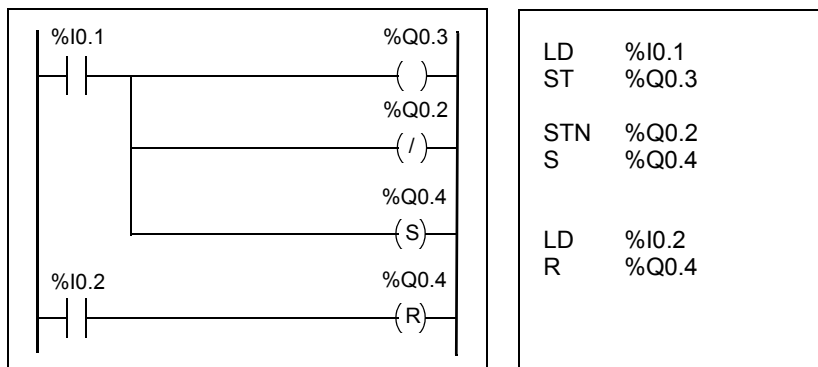 %I0.1 %Q0.3
( )
%Q0.2
( / )
%Q0.4
( S )
%I0.2 %Q0.4
( R )
LD %I0.1
ST %Q0.3
STN %Q0.2
S %Q0.4
LD %I0.2
R %Q0.4